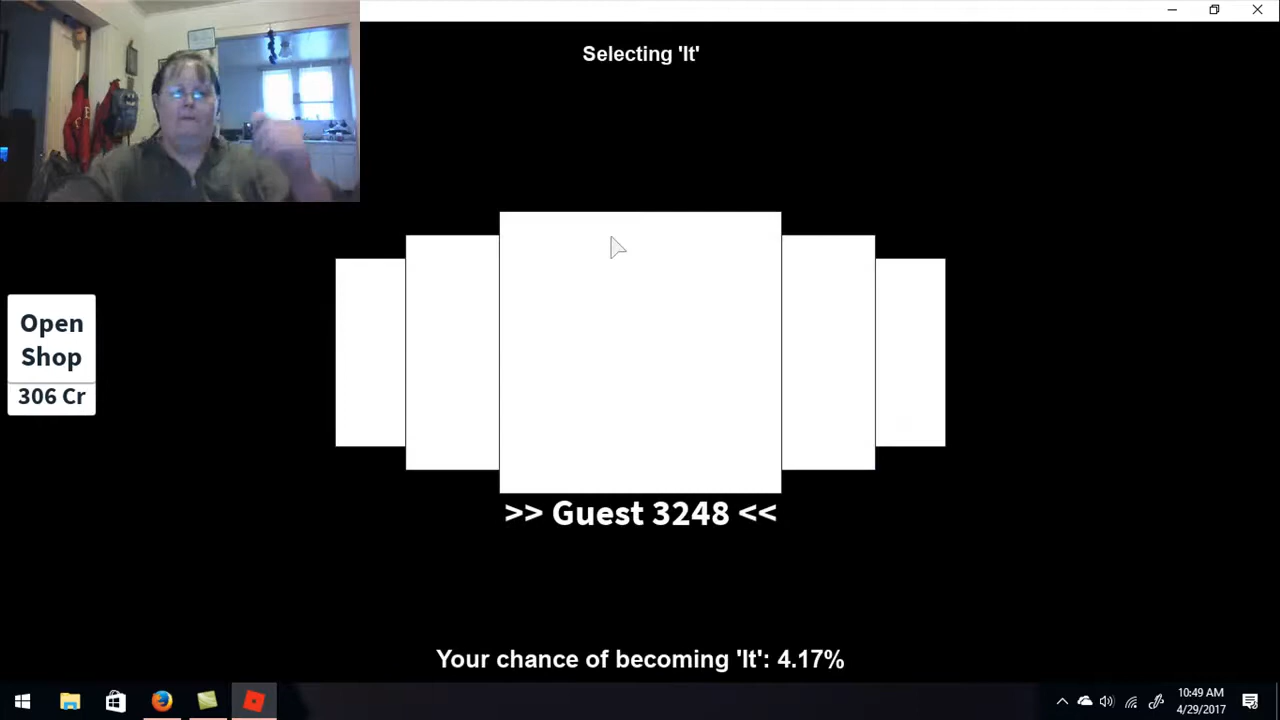 Selecting 'It'
Open
Shop
306 Cr
>> Guest 3248 <<
Your chance of becoming 'It': 4.17%
10:49 AM
4/29/2017